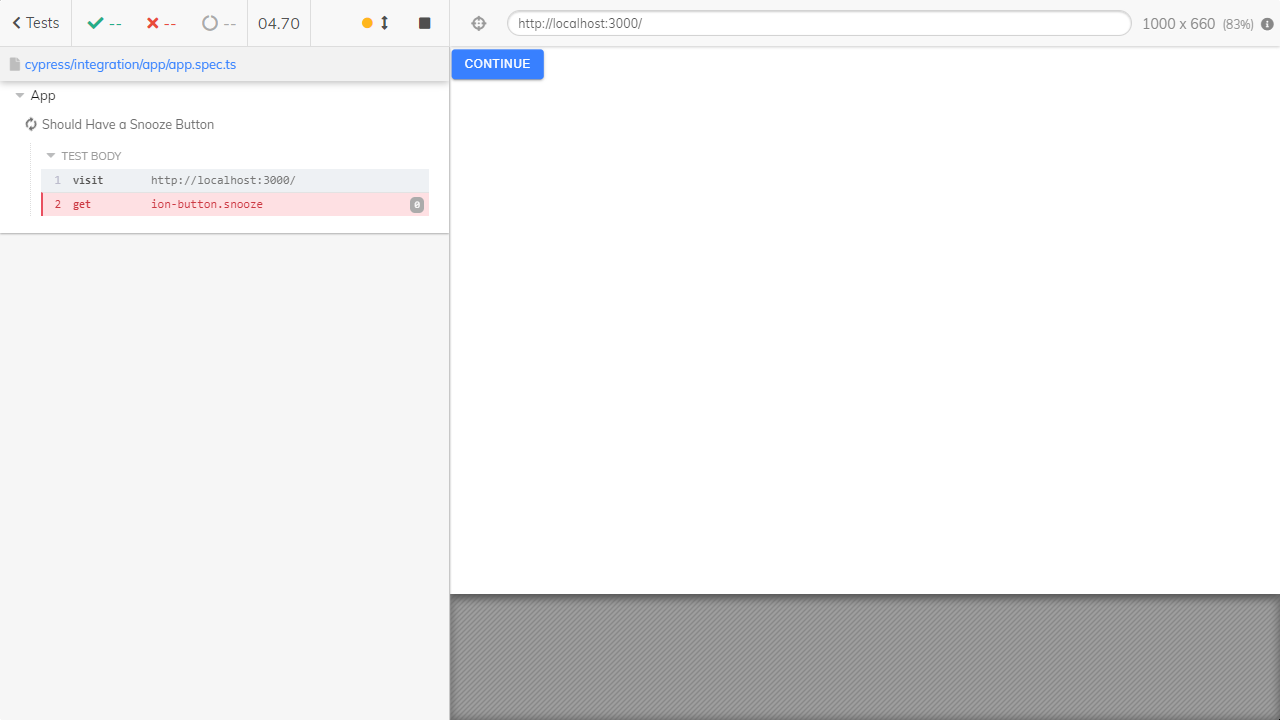 Tests -- -- -- 04.70
http://localhost:3000/ 1000 x 660 (83%)
cypress/integration/app/app.spec.ts
CONTINUE
App
Should Have a Snooze Button
TEST BODY
1 visit http://localhost:3000/
2 get ion-button.snooze 0